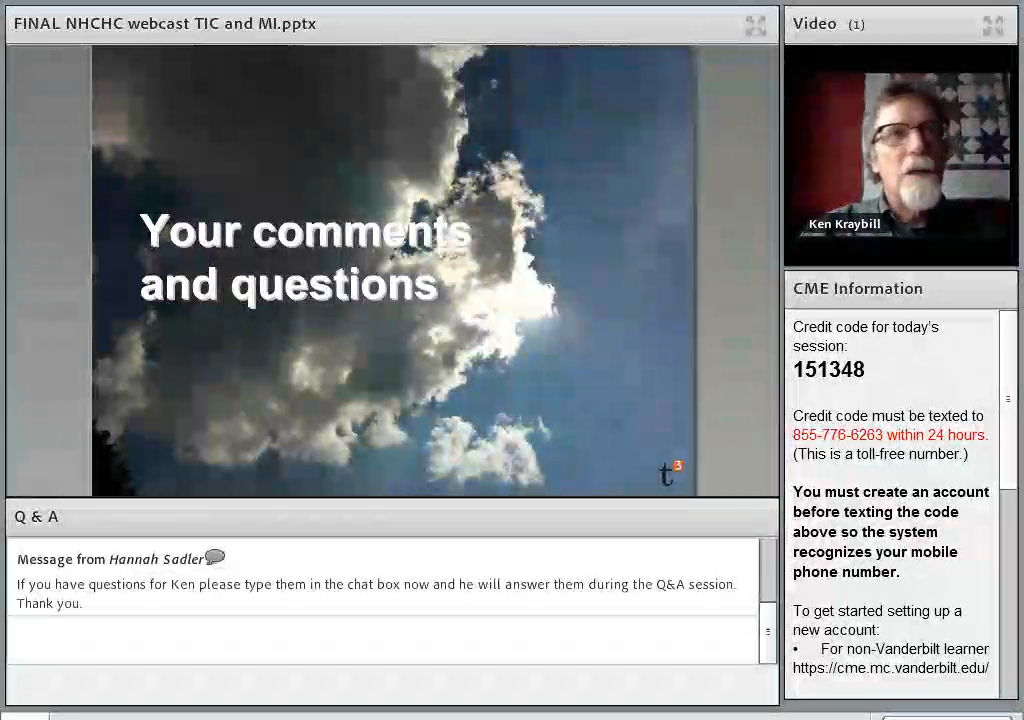 FINAL NHCHC webcast TIC and MI.pptx
Your comments
and questions
t3
Q & A
Message from Hannah Sadler
If you have questions for Ken please type them in the chat box now and he will answer them during the Q&A session.
Thank you.
Video (1)
Ken Kraybill
CME Information
Credit code for today's
session:
151348
Credit code must be texted to
855-776-6263 within 24 hours.
(This is a toll-free number.)
You must create an account
before texting the code
above so the system
recognizes your mobile
phone number.
To get started setting up a
new account:
• For non-Vanderbilt learner
https://cme.mc.vanderbilt.edu/